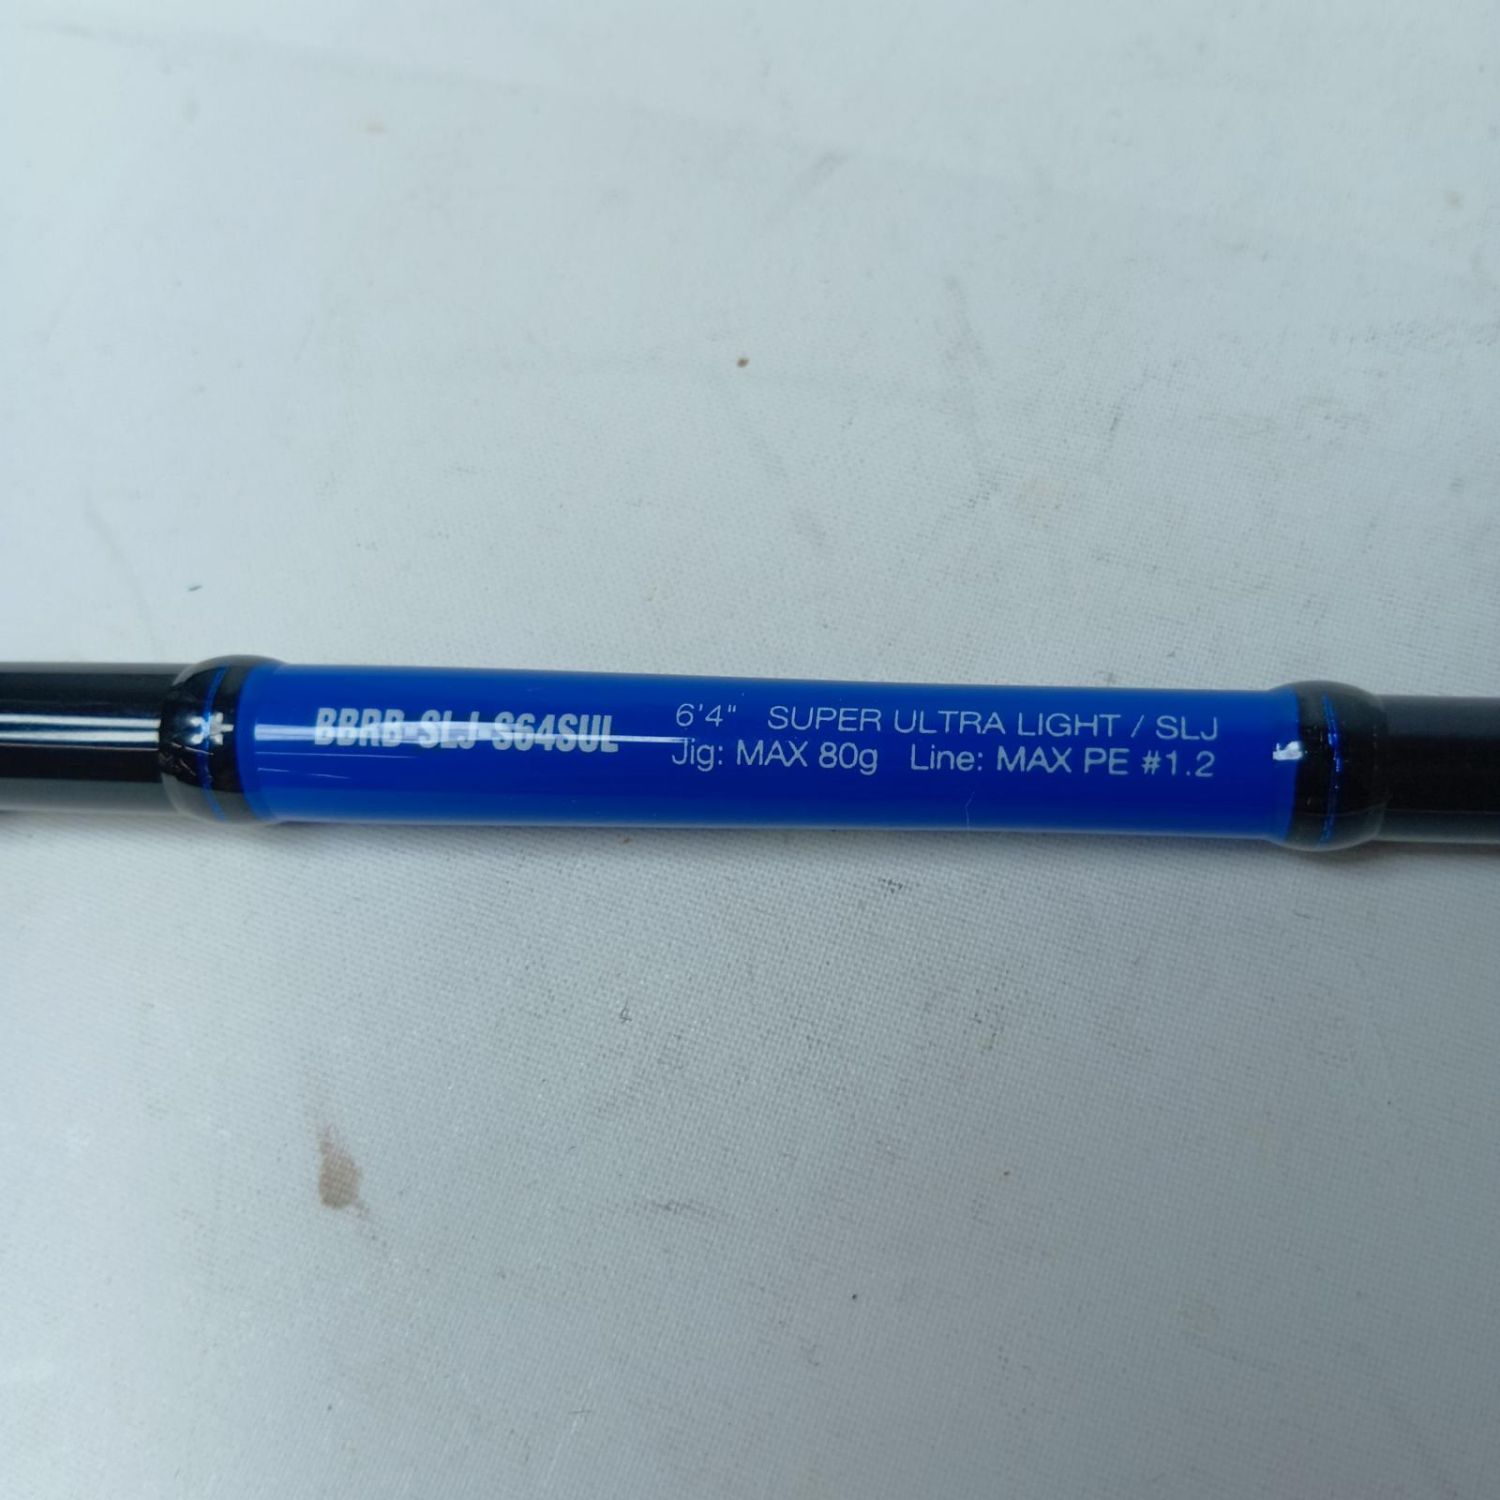 BBRB-SLJ-S64SUL
6'4" SUPER ULTRA LIGHT / SLJ
Jig: MAX 80g Line: MAX PE #1.2